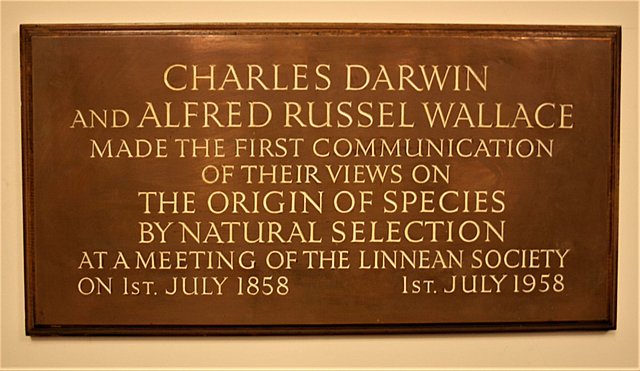 CHARLES DARWIN
AND ALFRED RUSSEL WALLACE
MADE THE FIRST COMMUNICATION
OF THEIR VIEWS ON
THE ORIGIN OF SPECIES
BY NATURAL SELECTION
AT A MEETING OF THE LINNEAN SOCIETY
ON 1ST. JULY 1858 1ST. JULY 1958